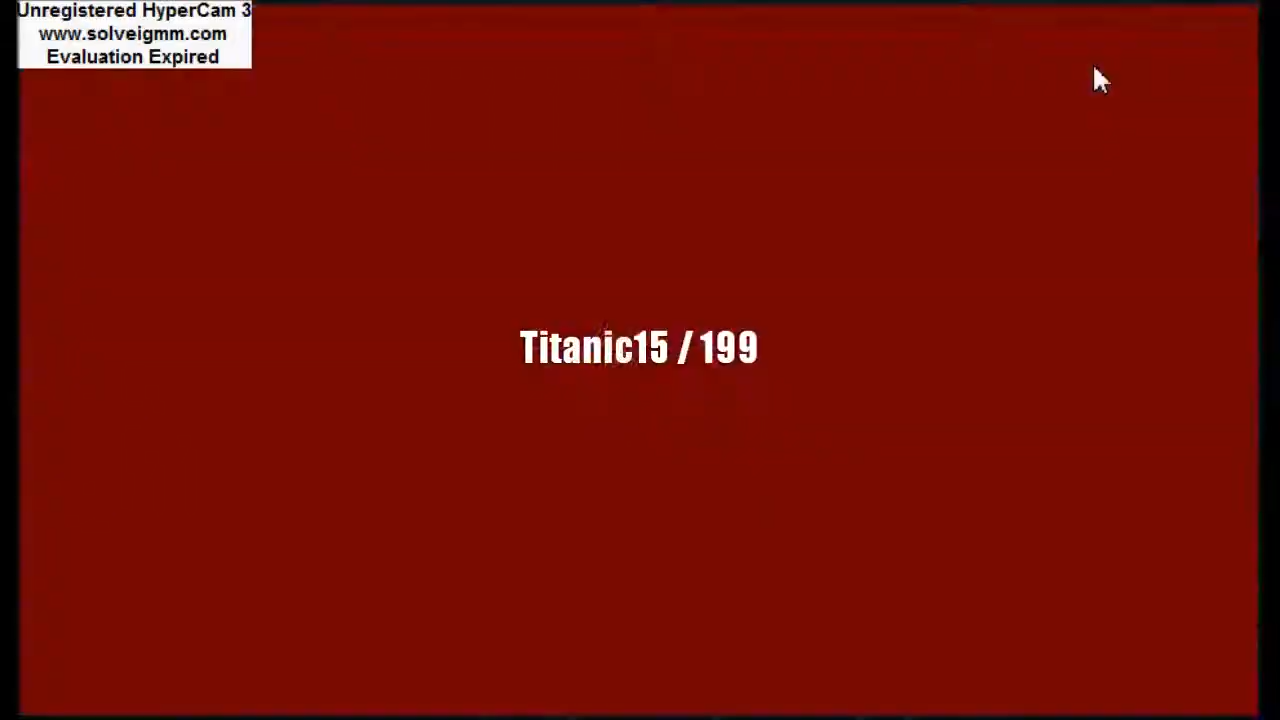 Unregistered HyperCam 3
www.solveigmm.com
Evaluation Expired
Titanic15 / 199